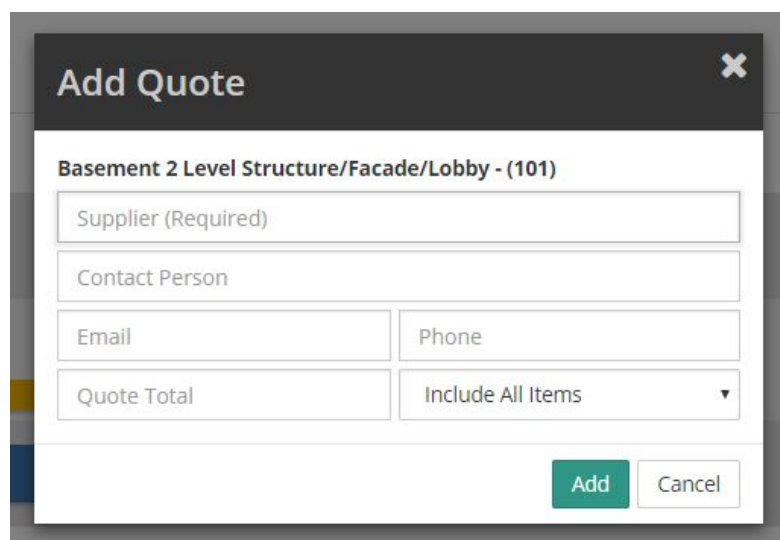 Add Quote
Basement 2 Level Structure/Facade/Lobby - (101)
Supplier (Required)
Contact Person
Email Phone
Quote Total Include All Items
Add Cancel